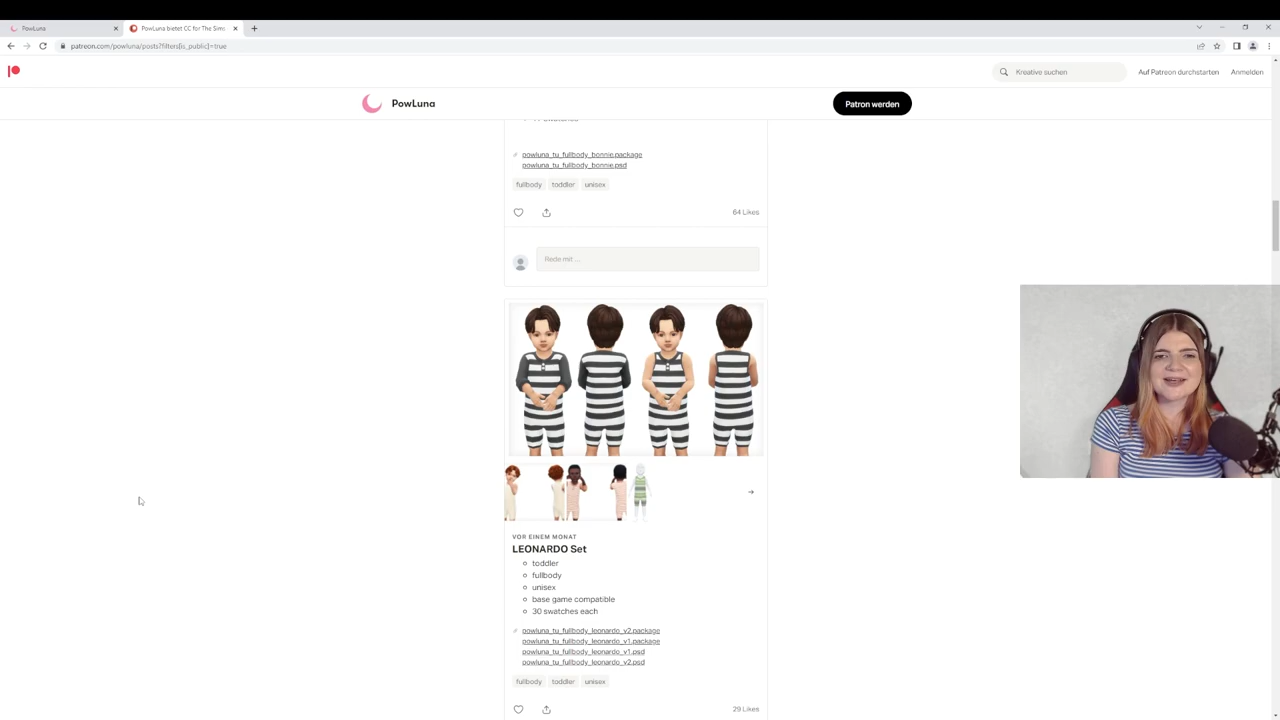 PowLuna
PowLuna bietet CC for The Sims
patreon.com/powluna/posts?filters[is_public]=true
Kreative suchen
Auf Patreon durchstarten
Anmelden
PowLuna
Patron werden
powluna_tu_fullbody_bonnie.package
powluna_tu_fullbody_bonnie.psd
fullbody toddler unisex
64 Likes
Rede mit ...
VOR EINEM MONAT
LEONARDO Set
toddler
fullbody
unisex
base game compatible
30 swatches each
powluna_tu_fullbody_leonardo_v2.package
powluna_tu_fullbody_leonardo_v1.package
powluna_tu_fullbody_leonardo_v1.psd
powluna_tu_fullbody_leonardo_v2.psd
fullbody toddler unisex
29 Likes